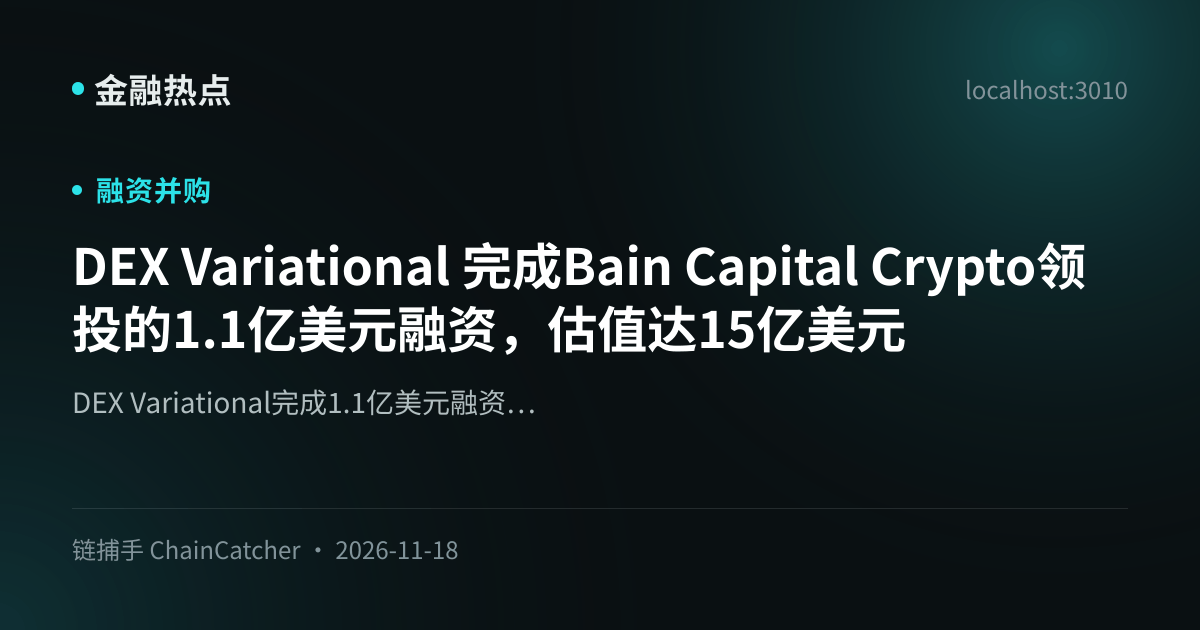 金融热点
localhost:3010
融资并购
DEX Variational 完成Bain Capital Crypto领
投的1.1亿美元融资，估值达15亿美元
DEX Variational完成1.1亿美元融资…
链捕手 ChainCatcher · 2026-11-18